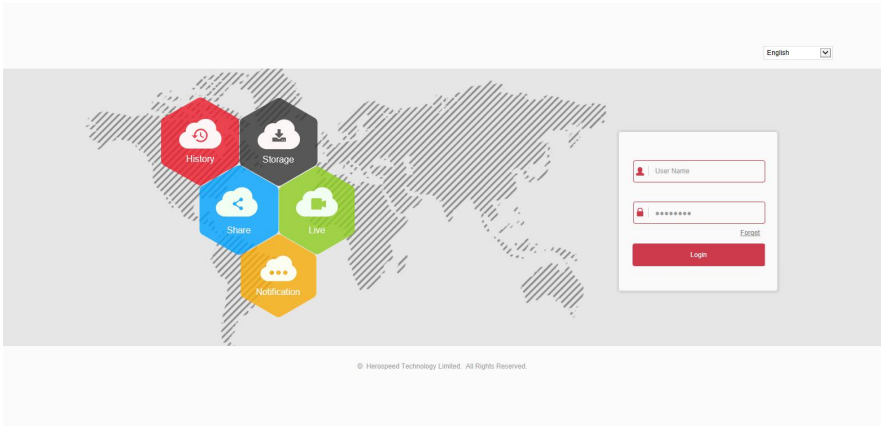 English
History
Storage
Share
Live
Notification
User Name
Forget
Login
© Herospeed Technology Limited. All Rights Reserved.